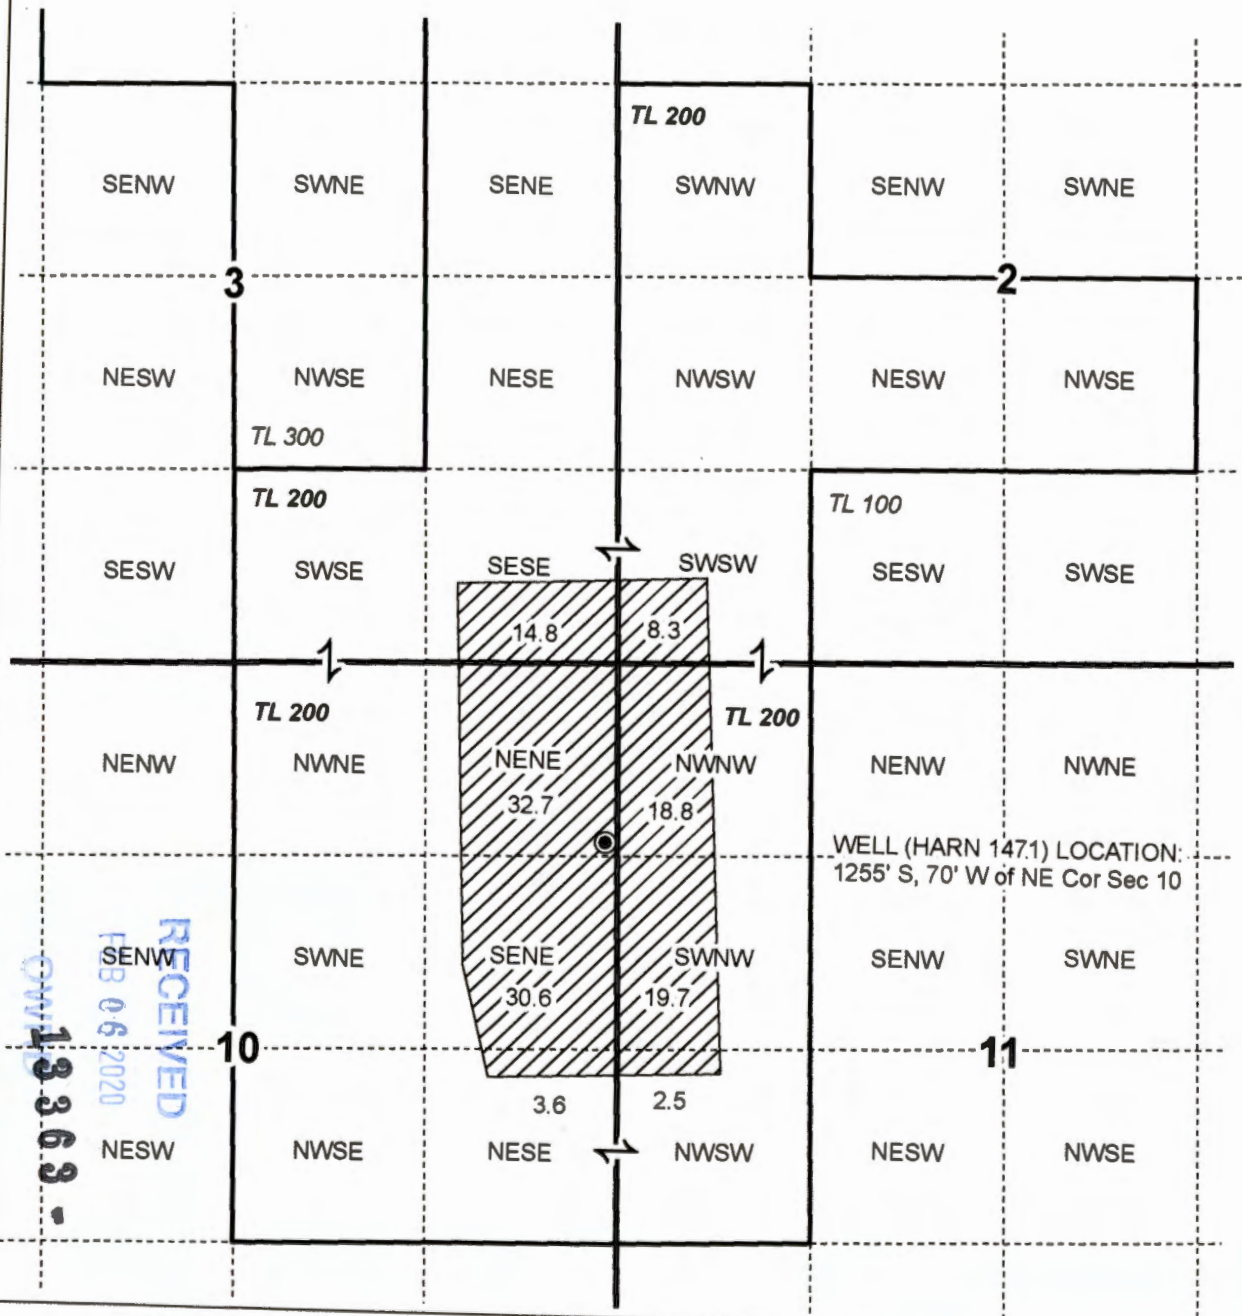 TL 200
SENW SWNE SENE SWNW SENW SWNE
3 2
NESW NWSE NESE NWSW NESW NWSE
TL 300
TL 200
TL 100
SESW SWSE SESE SWSW SESW SWSE
14.8 8.3
TL 200
TL 200
NENW NWNE NENE NWNW NENW NWNE
32.7 18.8
WELL (HARN 1471) LOCATION:
1255' S, 70' W of NE Cor Sec 10
SENW SWNE SENE SWNW SENW SWNE
30.6 19.7
10 11
3.6 2.5
NESW NWSE NESE NWSW NESW NWSE
RECEIVED
FEB 06 2020
OWRD
13363 -